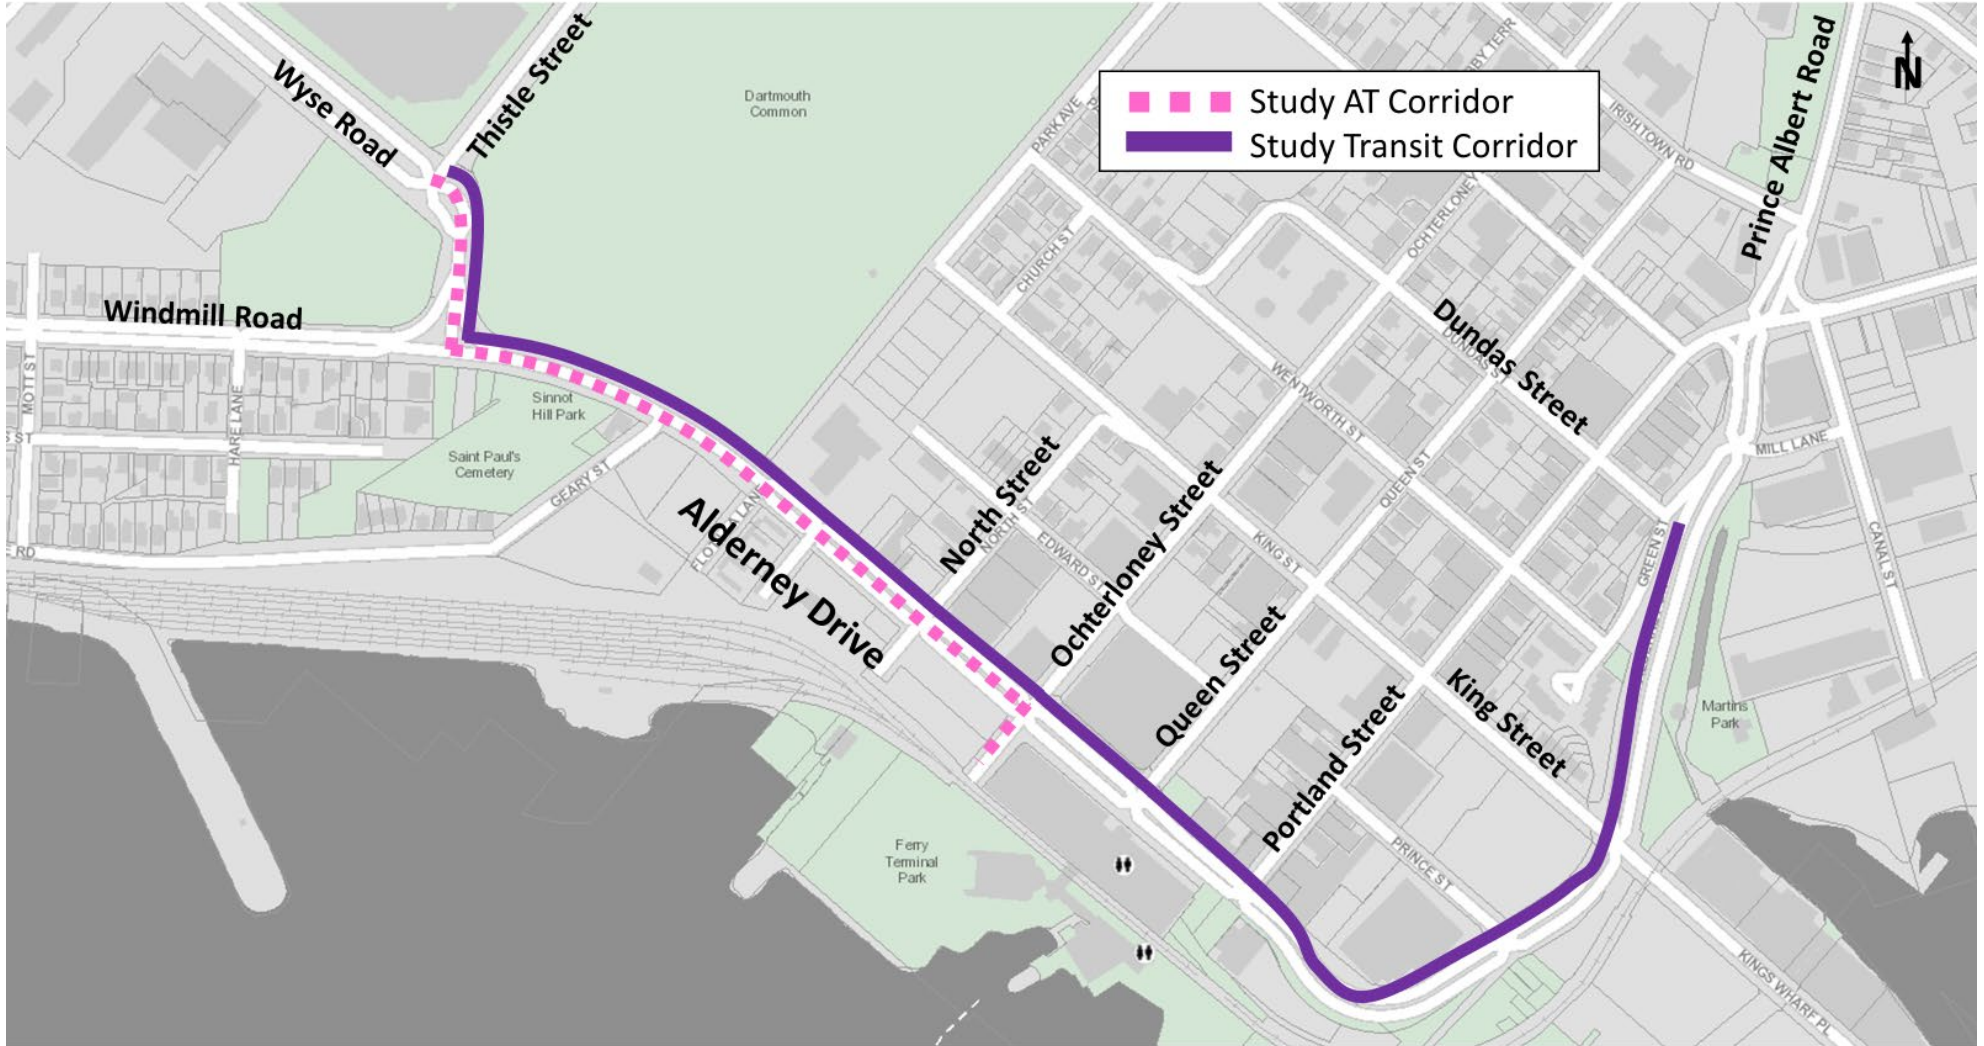 Thistle Street
Wyse Road
Prince Albert Road
N
Study AT Corridor
Study Transit Corridor
Dartmouth
Common
PARK AVE
IRISHTOWN RD
OCHTERLONEY
CHURCH ST
Windmill Road
Dundas Street
DUNDAS ST
MOTT ST
HARE LANE
Sinnot
Hill Park
Saint Paul's
Cemetery
GEARY ST
WENTWORTH ST
QUEEN ST
MILL LANE
CANAL ST
North Street
NORTH ST
EDWARD ST
Ochterloney Street
KING ST
GREEN ST
Alderney Drive
Queen Street
Portland Street
King Street
Martins
Park
Ferry
Terminal
Park
PRINCE ST
KINGS WHARF PL